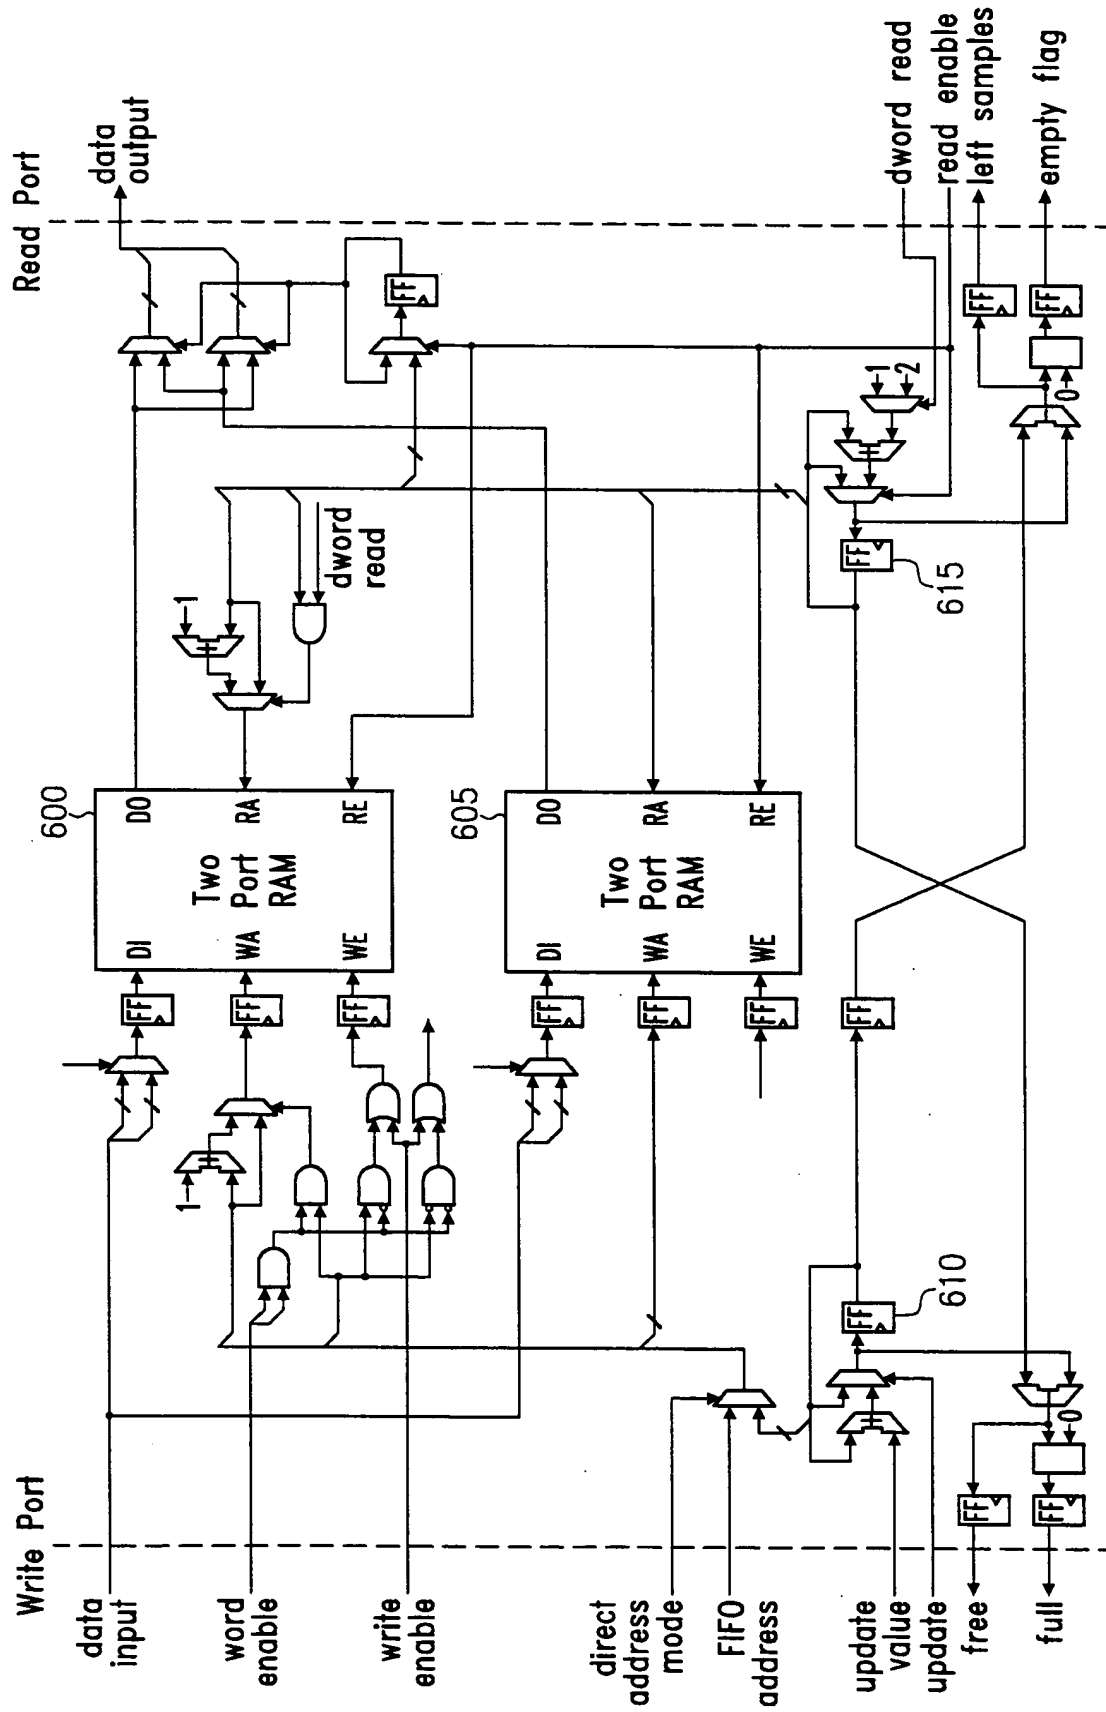 Write Port
Read Port
data
input
data
output
600
FF
DI
DO
Two
Port
RAM
word
enable
1
FF
WA
RA
+
+
1
FF
WE
RE
dword
read
FF
write
enable
605
FF
DI
DO
Two
Port
RAM
direct
address
mode
FF
WA
RA
FIFO
address
FF
WE
RE
update
value
update
+
FF
610
FF
FF
615
+
1
2
dword read
read enable
left samples
free
FF
FF
full
FF
0
0
FF
empty flag